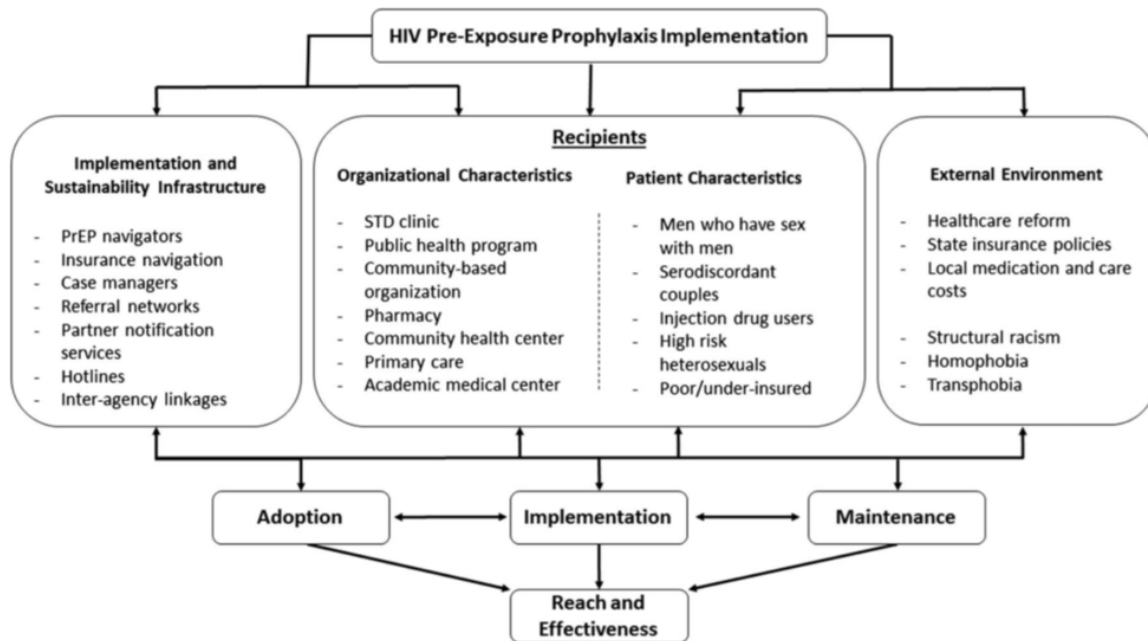 HIV Pre-Exposure Prophylaxis Implementation
Implementation and
Sustainability Infrastructure
- PrEP navigators
- Insurance navigation
- Case managers
- Referral networks
- Partner notification
services
- Hotlines
- Inter-agency linkages
Recipients
Organizational Characteristics
- STD clinic
- Public health program
- Community-based
organization
- Pharmacy
- Community health center
- Primary care
- Academic medical center
Patient Characteristics
- Men who have sex
with men
- Serodiscordant
couples
- Injection drug users
- High risk
heterosexuals
- Poor/under-insured
External Environment
- Healthcare reform
- State insurance policies
- Local medication and care
costs
- Structural racism
- Homophobia
- Transphobia
Adoption
Implementation
Maintenance
Reach and
Effectiveness